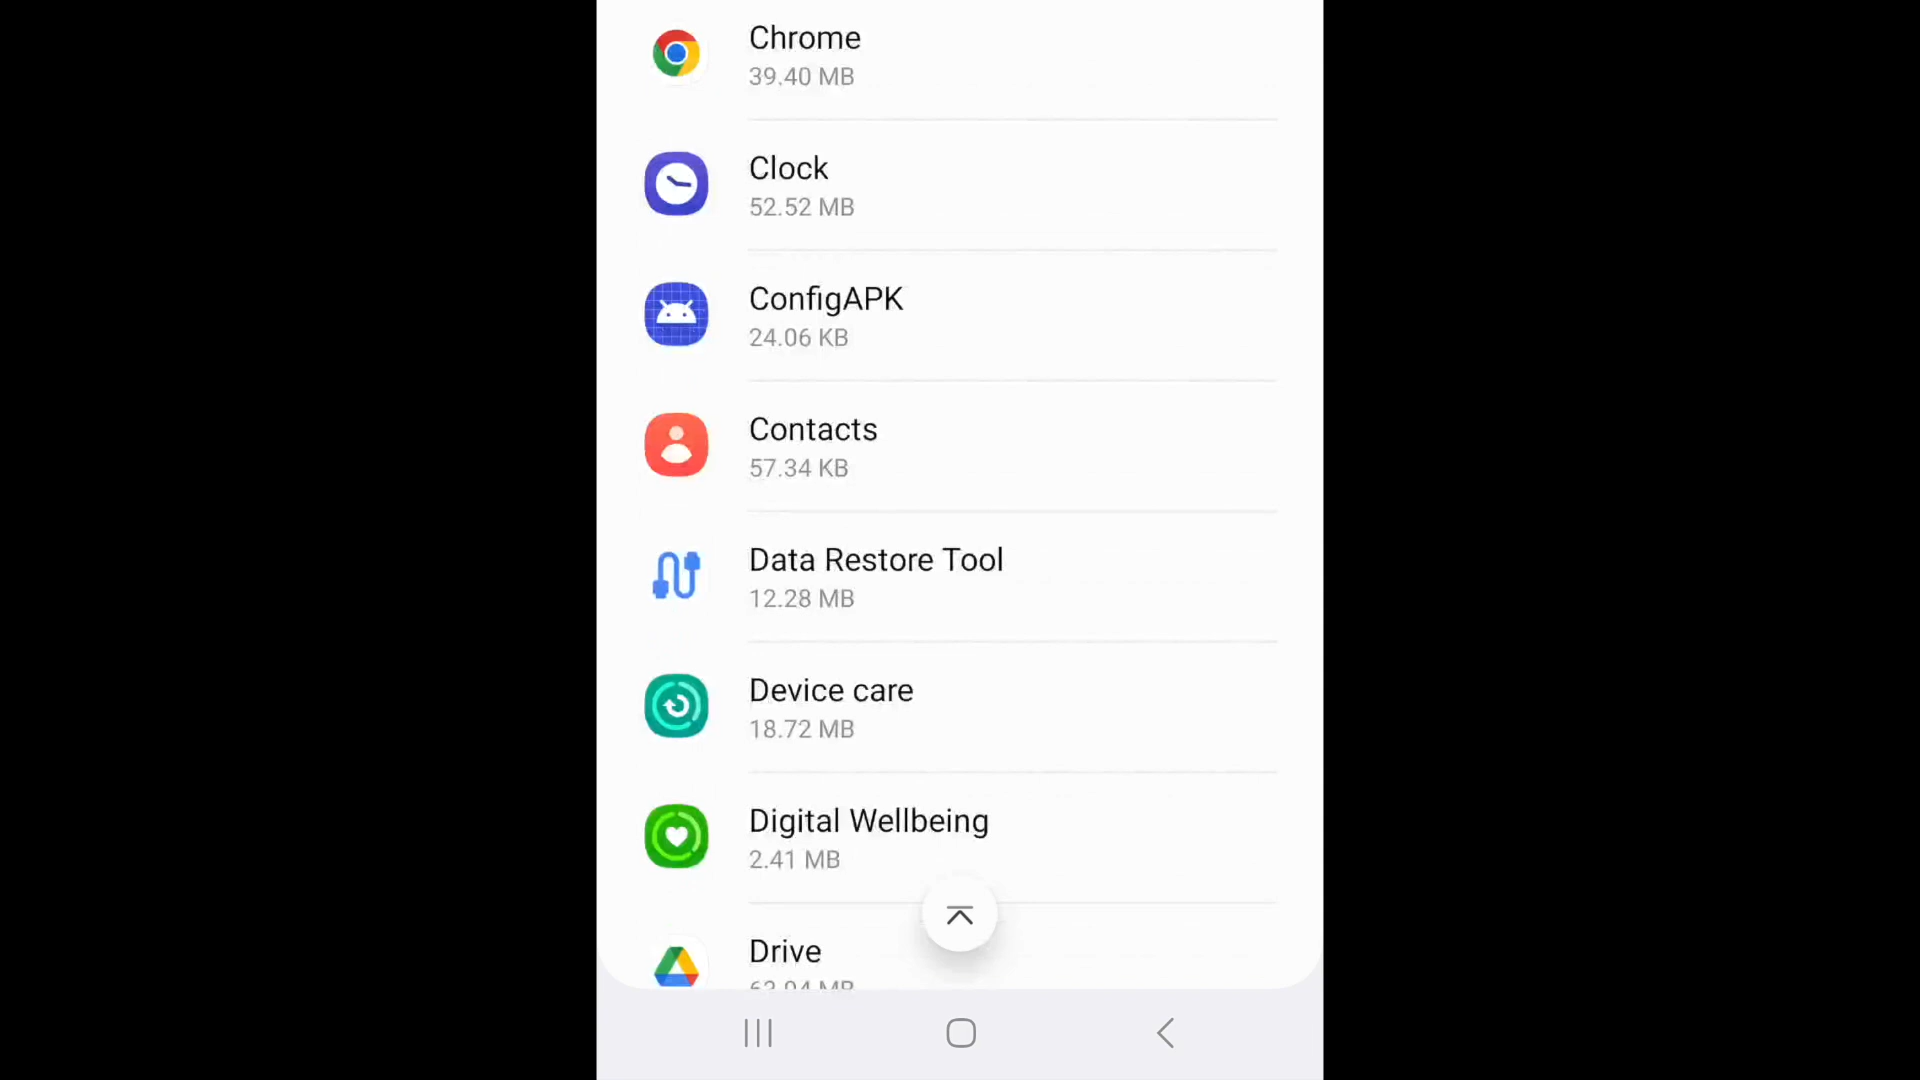 Chrome
39.40 MB
Clock
52.52 MB
ConfigAPK
24.06 KB
Contacts
57.34 KB
Data Restore Tool
12.28 MB
Device care
18.72 MB
Digital Wellbeing
2.41 MB
Drive
MB